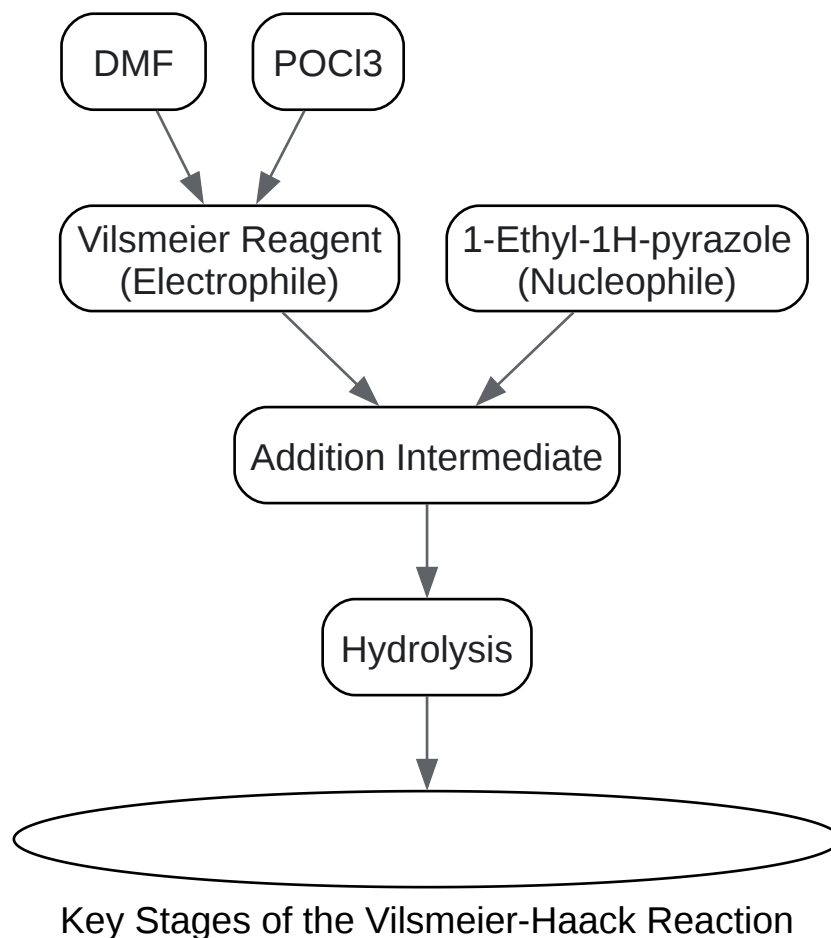 DMF
POCl3
Vilsmeier Reagent
(Electrophile)
1-Ethyl-1H-pyrazole
(Nucleophile)
Addition Intermediate
Hydrolysis
Key Stages of the Vilsmeier-Haack Reaction